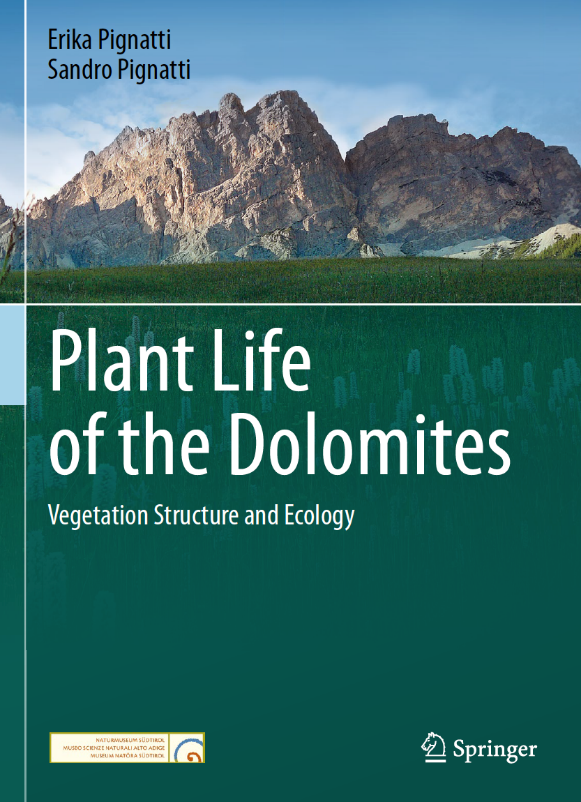 Erika Pignatti
Sandro Pignatti
Plant Life
of the Dolomites
Vegetation Structure and Ecology
NATURMUSEUM SÜDTIROL
MUSEO SCIENZE NATURALI ALTO ADIGE
MUSEUM NATÖRA SÜDTIROL
Springer